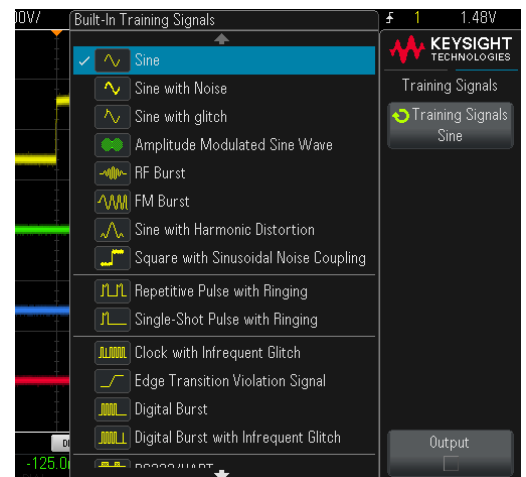 00V/
Built-In Training Signals
1
1.48V
KEYSIGHT
TECHNOLOGIES
Sine
Sine with Noise
Sine with glitch
Amplitude Modulated Sine Wave
RF Burst
FM Burst
Sine with Harmonic Distortion
Square with Sinusoidal Noise Coupling
Repetitive Pulse with Ringing
Single-Shot Pulse with Ringing
Clock with Infrequent Glitch
Edge Transition Violation Signal
Digital Burst
Digital Burst with Infrequent Glitch
Training Signals
Training Signals
Sine
Output
-125.0